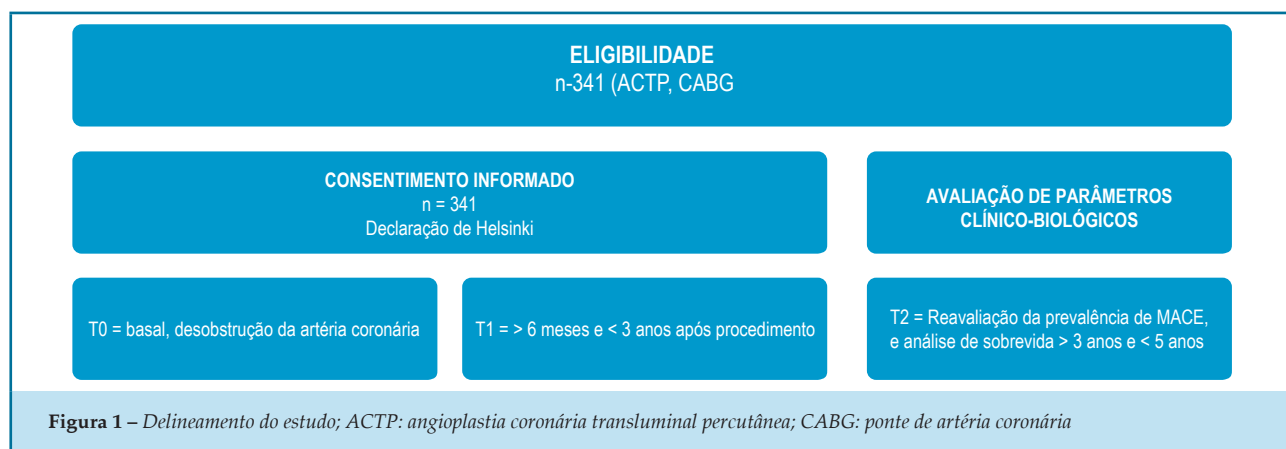 ELIGIBILIDADE
n-341 (ACTP, CABG
CONSENTIMENTO INFORMADO
n = 341
Declaração de Helsinki
AVALIAÇÃO DE PARÂMETROS
CLÍNICO-BIOLÓGICOS
T0 = basal, desobstrução da artéria coronária
T1 = > 6 meses e < 3 anos após procedimento
T2 = Reavaliação da prevalência de MACE,
e análise de sobrevida > 3 anos e < 5 anos
Figura 1 – Delineamento do estudo; ACTP: angioplastia coronária transluminal percutânea; CABG: ponte de artéria coronária